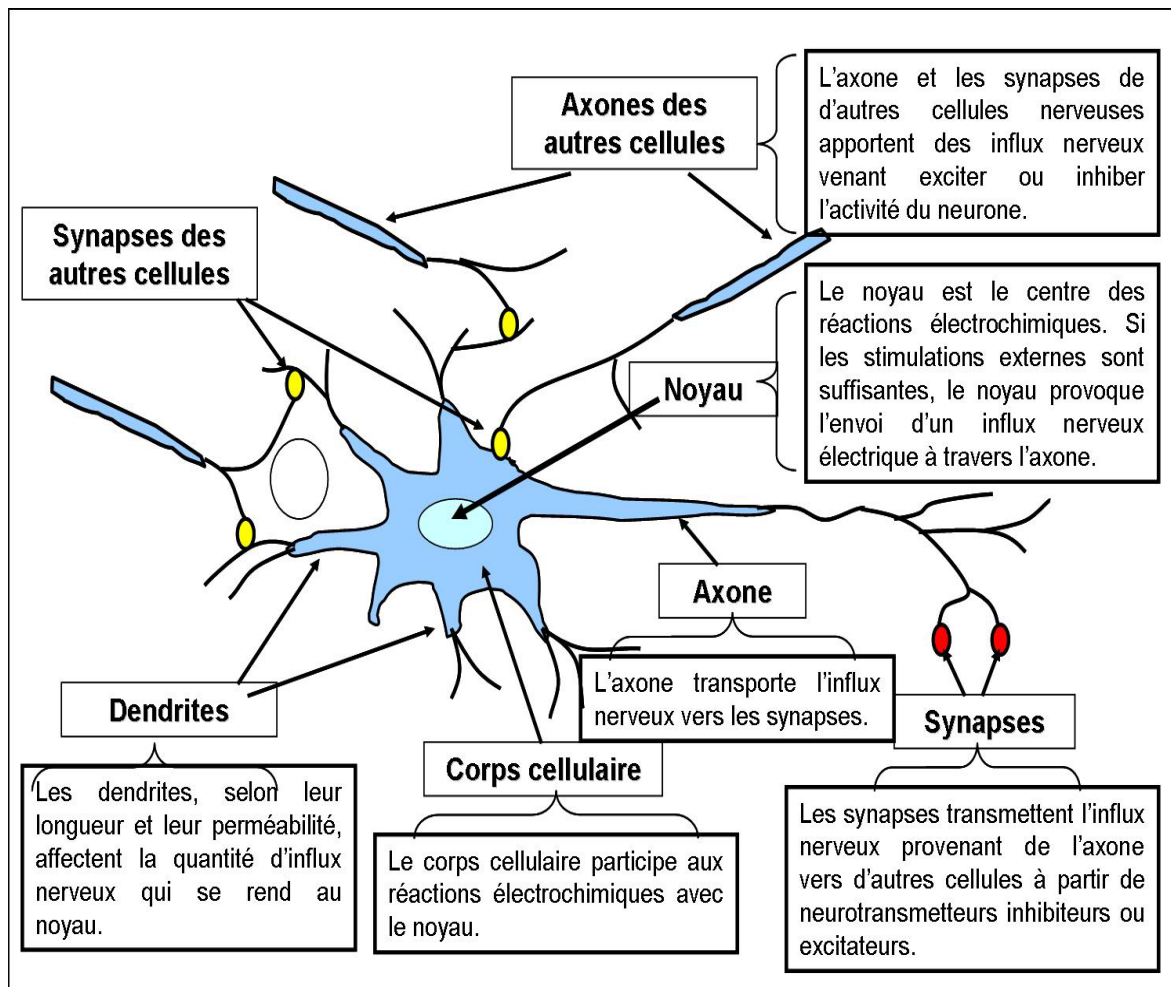 Axones des
autres cellules
L'axone et les synapses de
d'autres cellules nerveuses
apportent des influx nerveux
venant exciter ou inhiber
l'activité du neurone.
Synapses des
autres cellules
Noyau
Le noyau est le centre des
réactions électrochimiques. Si
les stimulations externes sont
suffisantes, le noyau provoque
l'envoi d'un influx nerveux
électrique à travers l'axone.
Axone
L'axone transporte l'influx
nerveux vers les synapses.
Dendrites
Les dendrites, selon leur
longueur et leur perméabilité,
affectent la quantité d'influx
nerveux qui se rend au
noyau.
Corps cellulaire
Le corps cellulaire participe aux
réactions électrochimiques avec
le noyau.
Synapses
Les synapses transmettent l'influx
nerveux provenant de l'axone
vers d'autres cellules à partir de
neurotransmetteurs inhibiteurs ou
excitateurs.